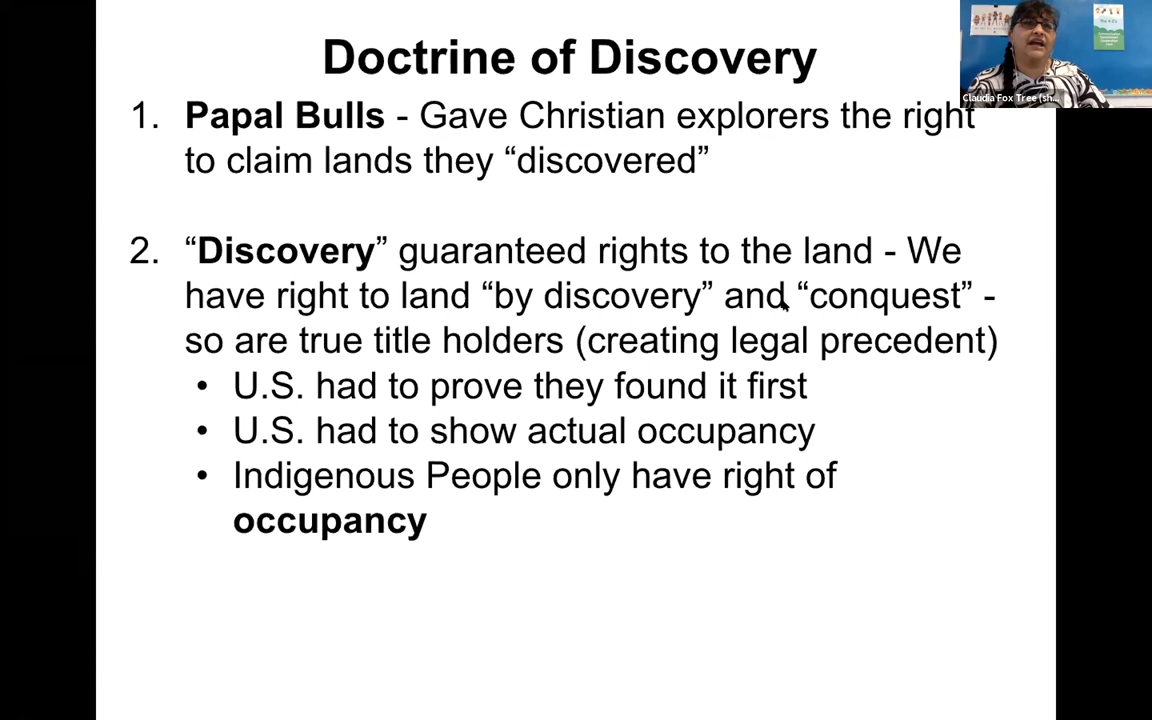 Doctrine of Discovery
Claudia Fox Tree (sh...
1. Papal Bulls - Gave Christian explorers the right
to claim lands they “discovered”
2. “Discovery” guaranteed rights to the land - We
have right to land “by discovery” and “conquest” -
so are true title holders (creating legal precedent)
• U.S. had to prove they found it first
• U.S. had to show actual occupancy
• Indigenous People only have right of
occupancy